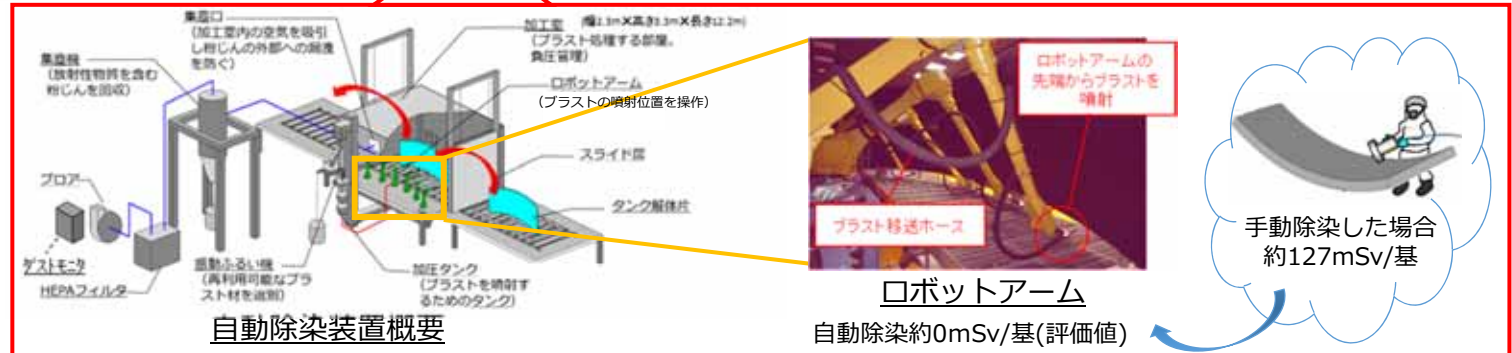 集塵口
(加工室内の空気を吸引
し粉じんの外部への漏洩
を防ぐ)
加工室 (幅2.3m×高さ3.3m×長さ12.2m)
(ブラスト処理する部屋。
負圧管理)
集塵機
(放射性物質を含む
粉じんを回収)
ロボットアーム
(ブラストの噴射位置を操作)
スライド扉
タンク解体片
ブロア
ダストモニタ
HEPAフィルタ
振動ふるい機
(再利用可能なブラ
スト材を選別)
加圧タンク
(ブラストを噴射す
るためのタンク)
自動除染装置概要
ロボットアームの
先端からブラストを
噴射
ブラスト移送ホース
ロボットアーム
自動除染約0mSv/基(評価値)
手動除染した場合
約127mSv/基